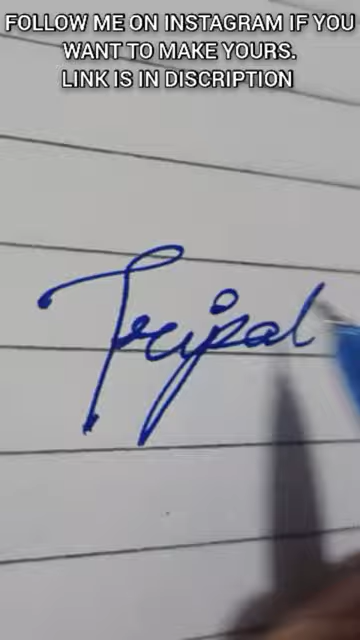 FOLLOW ME ON INSTAGRAM IF YOU
WANT TO MAKE YOURS.
LINK IS IN DISCRIPTION